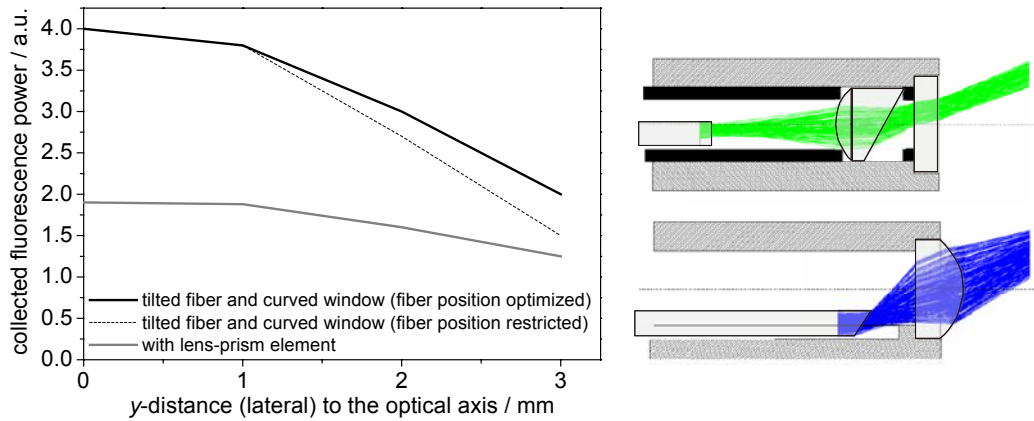 collected fluorescence power / a.u.
4.0
3.5
3.0
2.5
2.0
1.5
1.0
0.5
0.0
tilted fiber and curved window (fiber position optimized)
tilted fiber and curved window (fiber position restricted)
with lens-prism element
0 1 2 3
y-distance (lateral) to the optical axis / mm